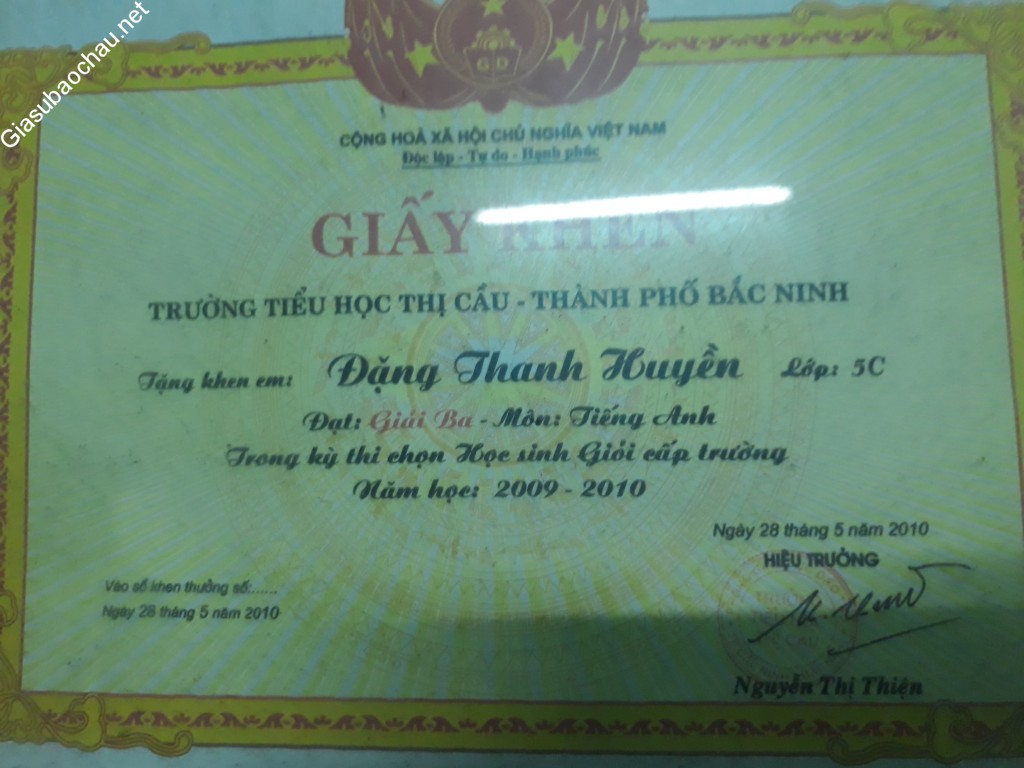 Giasubaochau.net
GD
CỘNG HOÀ XÃ HỘI CHỦ NGHĨA VIỆT NAM
Độc lập - Tự do - Hạnh phúc
GIẤY KHEN
TRƯỜNG TIỂU HỌC THỊ CẦU - THÀNH PHỐ BẮC NINH
Tặng khen em: Đặng Thanh Huyền Lớp: 5C
Đạt: Giải Ba - Môn: Tiếng Anh
Trong kỳ thi chọn Học sinh Giỏi cấp trường
Năm học: 2009 - 2010
Ngày 28 tháng 5 năm 2010
HIỆU TRƯỞNG
Vào sổ khen thưởng số:......
Ngày 28 tháng 5 năm 2010
Nguyễn Thị Thiện